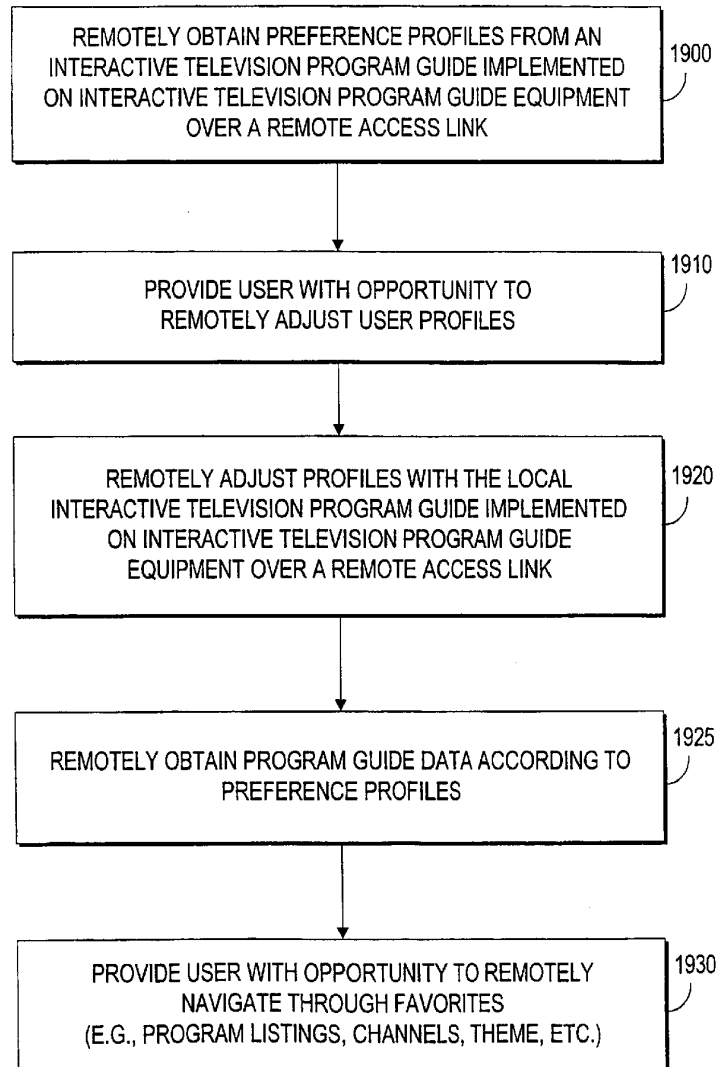 REMOTELY OBTAIN PREFERENCE PROFILES FROM AN
INTERACTIVE TELEVISION PROGRAM GUIDE IMPLEMENTED
ON INTERACTIVE TELEVISION PROGRAM GUIDE EQUIPMENT
OVER A REMOTE ACCESS LINK
1900
PROVIDE USER WITH OPPORTUNITY TO
REMOTELY ADJUST USER PROFILES
1910
REMOTELY ADJUST PROFILES WITH THE LOCAL
INTERACTIVE TELEVISION PROGRAM GUIDE IMPLEMENTED
ON INTERACTIVE TELEVISION PROGRAM GUIDE
EQUIPMENT OVER A REMOTE ACCESS LINK
1920
REMOTELY OBTAIN PROGRAM GUIDE DATA ACCORDING TO
PREFERENCE PROFILES
1925
PROVIDE USER WITH OPPORTUNITY TO REMOTELY
NAVIGATE THROUGH FAVORITES
(E.G., PROGRAM LISTINGS, CHANNELS, THEME, ETC.)
1930